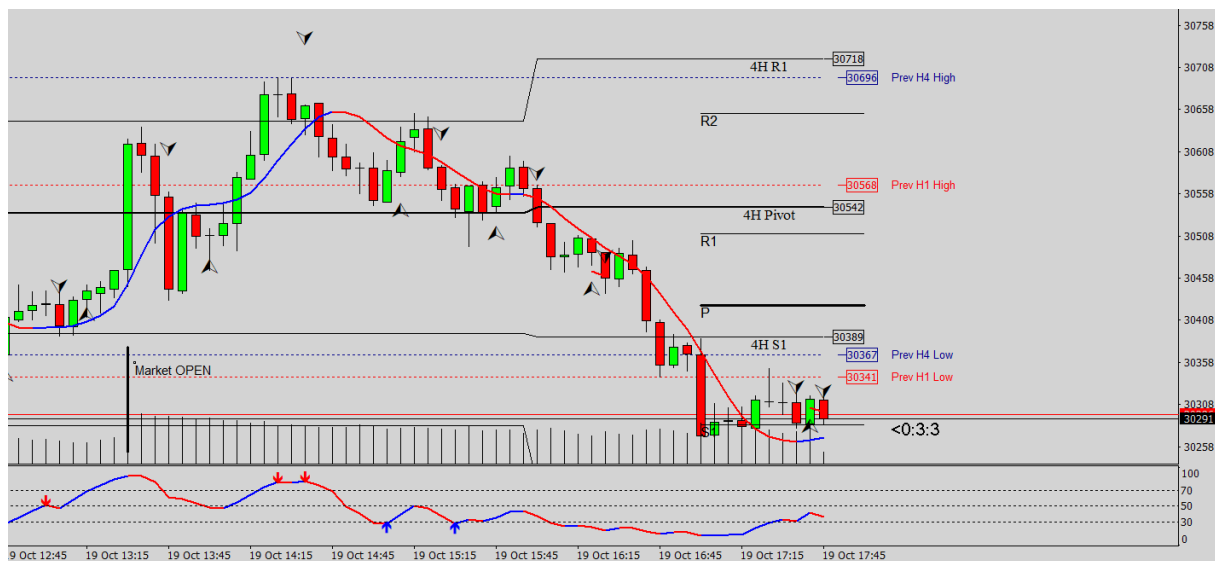 30758
30708
30658
30608
30558
30508
30458
30408
30358
30308
30291
30258
4H R1
30718
30696 Prev H4 High
R2
30568 Prev H1 High
4H Pivot
30542
R1
P
30389
4H S1
30367 Prev H4 Low
30341 Prev H1 Low
Market OPEN
S1
<0:3:3
100
70
50
30
0
19 Oct 12:45
19 Oct 13:15
19 Oct 13:45
19 Oct 14:15
19 Oct 14:45
19 Oct 15:15
19 Oct 15:45
19 Oct 16:15
19 Oct 16:45
19 Oct 17:15
19 Oct 17:45